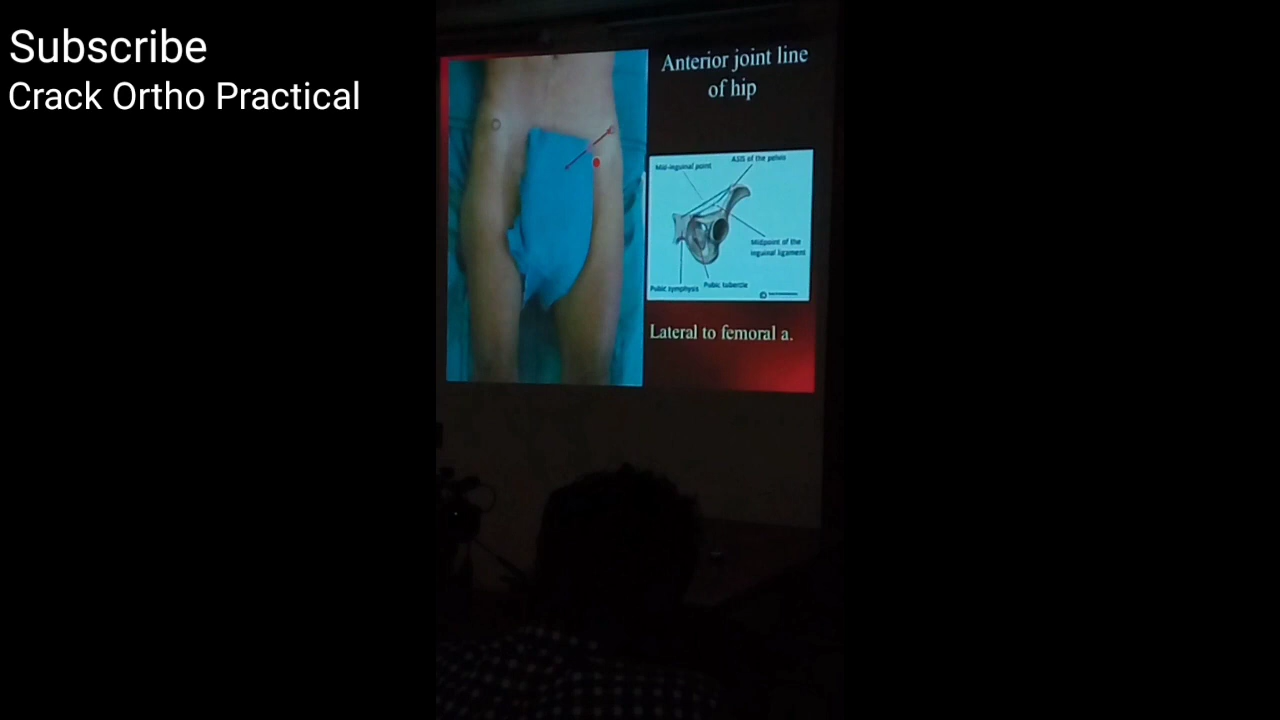 Subscribe
Crack Ortho Practical
Anterior joint line
of hip
Mid-inguinal point
ASIS of the pelvis
Midpoint of the
inguinal ligament
Pubic symphysis
Pubic tubercle
Lateral to femoral a.